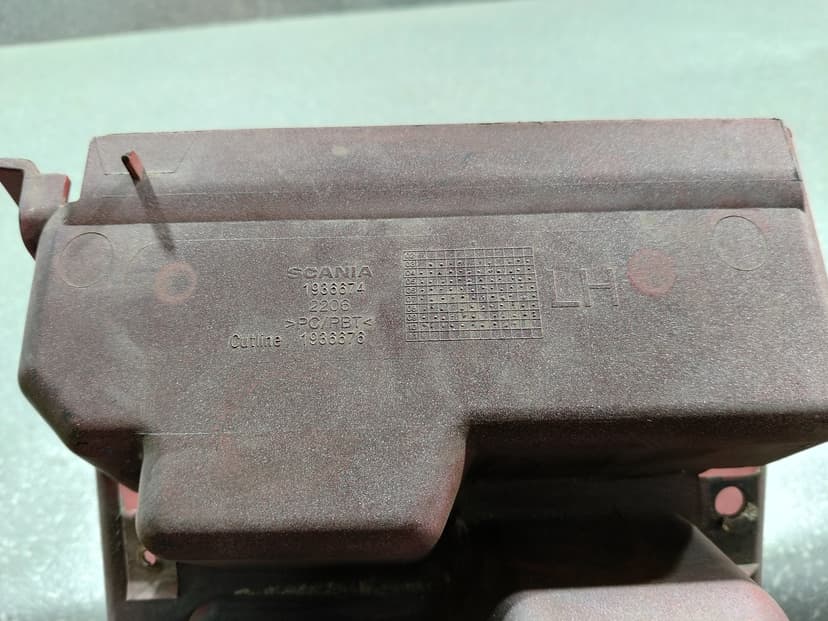 SCANIA
1936674
2206
>PC/PBT<
Cutline 1936676
LH